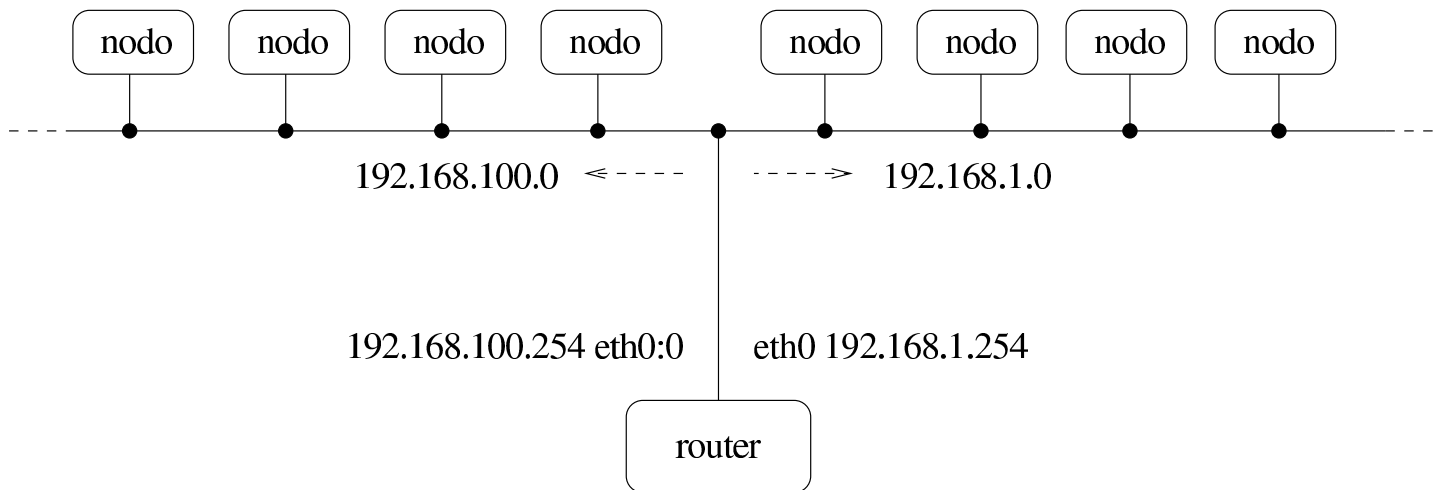 nodo nodo nodo nodo nodo nodo nodo nodo
192.168.100.0 192.168.1.0
192.168.100.254 eth0:0 eth0 192.168.1.254
router